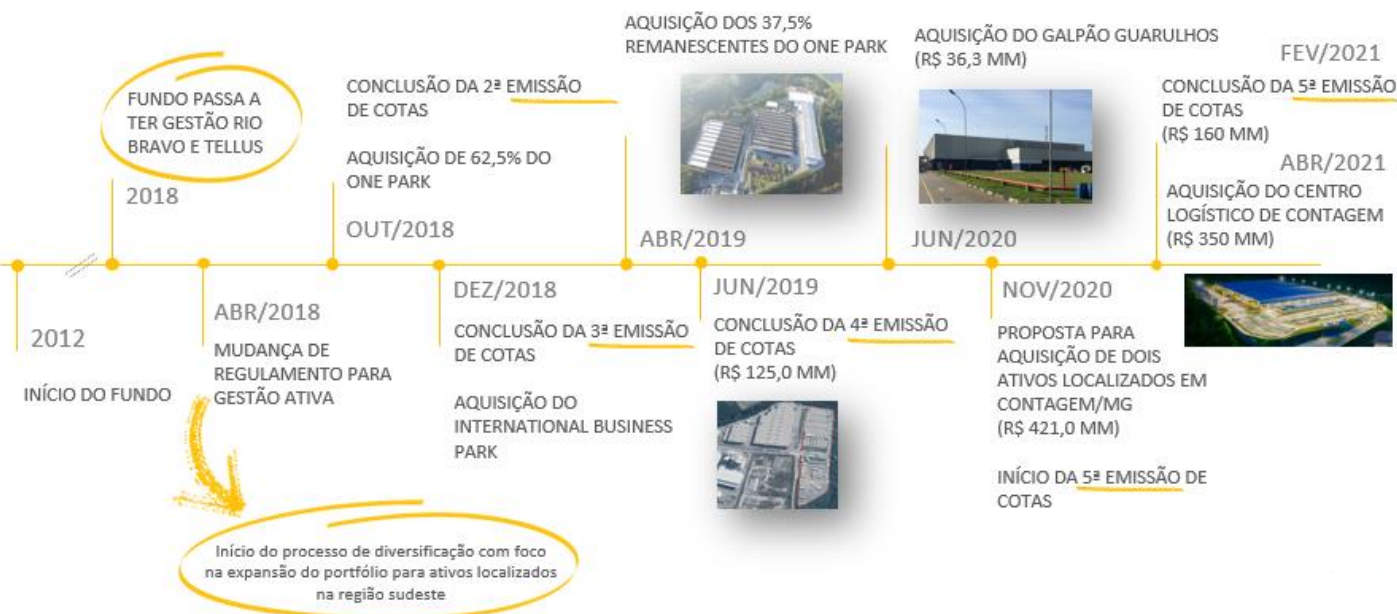 FUNDO PASSA A
TER GESTÃO RIO
BRAVO E TELLUS
2018
CONCLUSÃO DA 2ª EMISSÃO
DE COTAS
AQUISIÇÃO DE 62,5% DO
ONE PARK
OUT/2018
AQUISIÇÃO DOS 37,5%
REMANESCENTES DO ONE PARK
ABR/2019
AQUISIÇÃO DO GALPÃO GUARULHOS
(R$ 36,3 MM)
JUN/2020
FEV/2021
CONCLUSÃO DA 5ª EMISSÃO
DE COTAS
(R$ 160 MM)
ABR/2021
AQUISIÇÃO DO CENTRO
LOGÍSTICO DE CONTAGEM
(R$ 350 MM)
2012
INÍCIO DO FUNDO
ABR/2018
MUDANÇA DE
REGULAMENTO PARA
GESTÃO ATIVA
DEZ/2018
CONCLUSÃO DA 3ª EMISSÃO
DE COTAS
AQUISIÇÃO DO
INTERNATIONAL BUSINESS
PARK
JUN/2019
CONCLUSÃO DA 4ª EMISSÃO
DE COTAS
(R$ 125,0 MM)
NOV/2020
PROPOSTA PARA
AQUISIÇÃO DE DOIS
ATIVOS LOCALIZADOS EM
CONTAGEM/MG
(R$ 421,0 MM)
INÍCIO DA 5ª EMISSÃO DE
COTAS
Início do processo de diversificação com foco
na expansão do portfólio para ativos localizados
na região sudeste